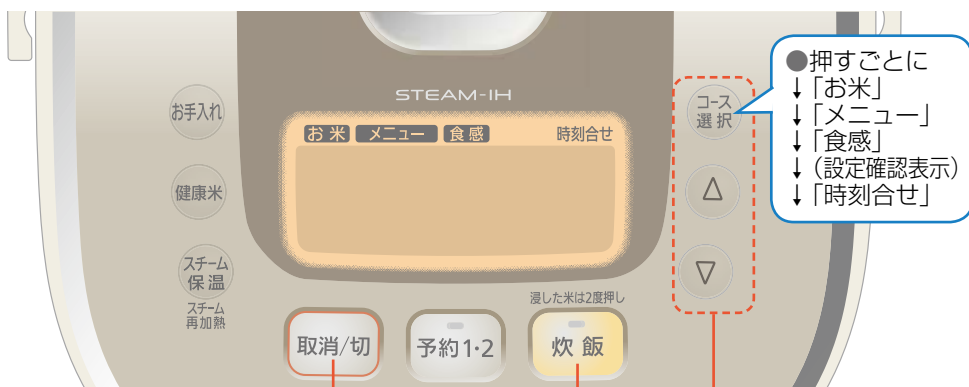 STEAM-IH
お米 メニュー 食感 時刻合せ
お手入れ
健康米
スチーム
保温
スチーム
再加熱
取消/切
予約1・2
浸した米は2度押し
炊飯
コース
選択
△
▽
●押すごとに
↓「お米」
↓「メニュー」
↓「食感」
↓(設定確認表示)
↓「時刻合せ」